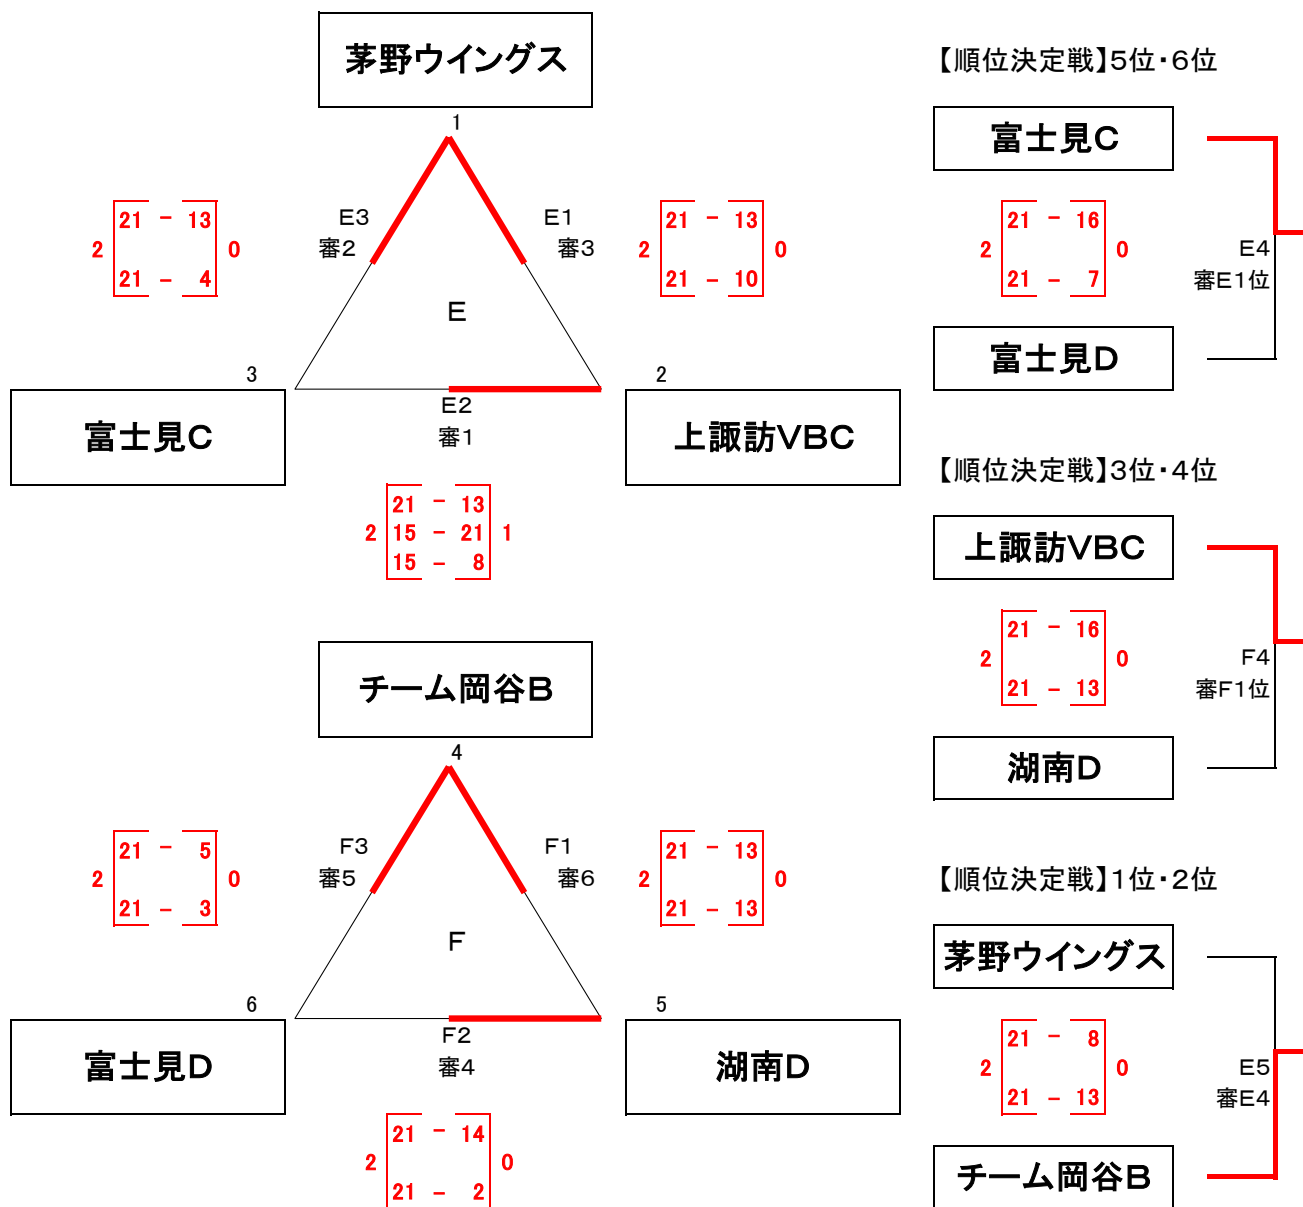 茅野ウイングス
1
E3
審2
E1
審3
21 - 13
2 0
21 - 4
21 - 13
2 0
21 - 10
E
3
2
富士見C
E2
審1
上諏訪VBC
21 - 13
2 15 - 21 1
15 - 8
チーム岡谷B
4
F3
審5
F1
審6
21 - 5
2 0
21 - 3
21 - 13
2 0
21 - 13
F
6
5
富士見D
F2
審4
湖南D
21 - 14
2 0
21 - 2
【順位決定戦】5位・6位
富士見C
21 - 16
2 0
21 - 7
E4
審E1位
富士見D
【順位決定戦】3位・4位
上諏訪VBC
21 - 16
2 0
21 - 13
F4
審F1位
湖南D
【順位決定戦】1位・2位
茅野ウイングス
21 - 8
2 0
21 - 13
E5
審E4
チーム岡谷B